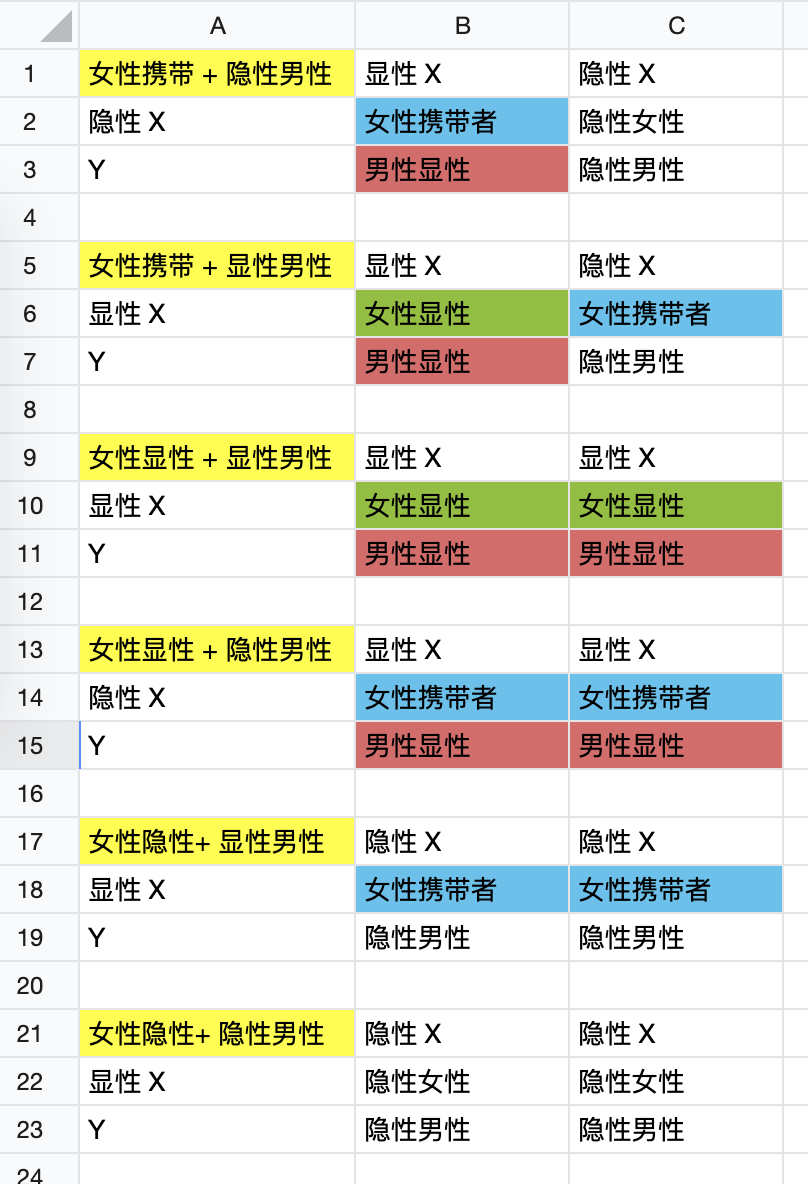 A B C
1 女性携带 + 隐性男性 显性 X 隐性 X
2 隐性 X 女性携带者 隐性女性
3 Y 男性显性 隐性男性
4
5 女性携带 + 显性男性 显性 X 隐性 X
6 显性 X 女性显性 女性携带者
7 Y 男性显性 隐性男性
8
9 女性显性 + 显性男性 显性 X 显性 X
10 显性 X 女性显性 女性显性
11 Y 男性显性 男性显性
12
13 女性显性 + 隐性男性 显性 X 显性 X
14 隐性 X 女性携带者 女性携带者
15 Y 男性显性 男性显性
16
17 女性隐性+ 显性男性 隐性 X 隐性 X
18 显性 X 女性携带者 女性携带者
19 Y 隐性男性 隐性男性
20
21 女性隐性+ 隐性男性 隐性 X 隐性 X
22 显性 X 隐性女性 隐性女性
23 Y 隐性男性 隐性男性
24